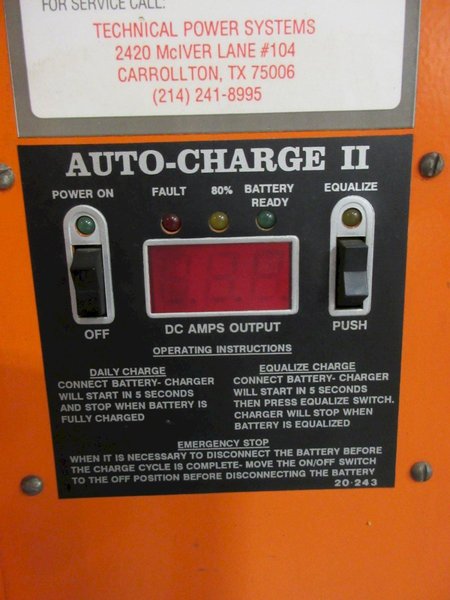 FOR SERVICE CALL:
TECHNICAL POWER SYSTEMS
2420 McIVER LANE #104
CARROLLTON, TX 75006
(214) 241-8995
AUTO-CHARGE II
POWER ON
FAULT
80%
BATTERY
READY
EQUALIZE
OFF
DC AMPS OUTPUT
PUSH
OPERATING INSTRUCTIONS
DAILY CHARGE
CONNECT BATTERY- CHARGER
WILL START IN 5 SECONDS
AND STOP WHEN BATTERY IS
FULLY CHARGED
EQUALIZE CHARGE
CONNECT BATTERY- CHARGER
WILL START IN 5 SECONDS
THEN PRESS EQUALIZE SWITCH.
CHARGER WILL STOP WHEN
BATTERY IS EQUALIZED
EMERGENCY STOP
WHEN IT IS NECESSARY TO DISCONNECT THE BATTERY BEFORE
THE CHARGE CYCLE IS COMPLETE- MOVE THE ON/OFF SWITCH
TO THE OFF POSITION BEFORE DISCONNECTING THE BATTERY
20-243